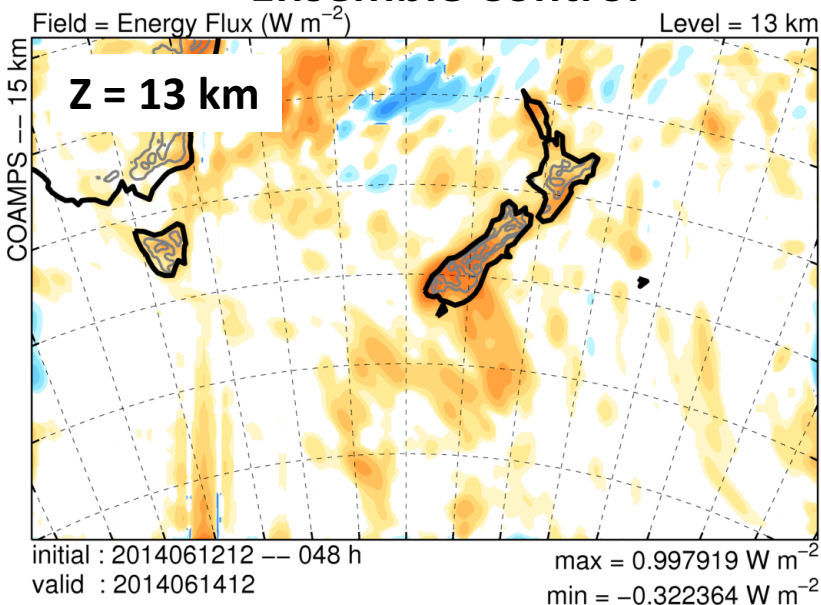 Field = Energy Flux (W m⁻²)
Level = 13 km
COAMPS –– 15 km
Z = 13 km
initial : 2014061212 –– 048 h
valid : 2014061412
max = 0.997919 W m⁻²
min = −0.322364 W m⁻²